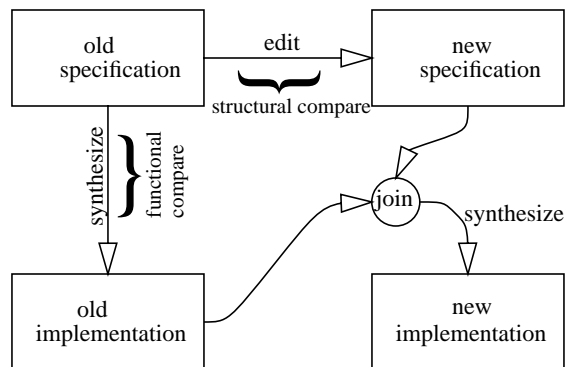 old
specification
edit
new
specification
structural compare
synthesize
functional
compare
join
synthesize
old
implementation
new
implementation